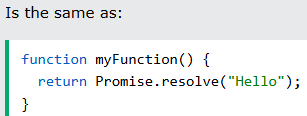 Is the same as:
function myFunction() {
  return Promise.resolve("Hello");
}